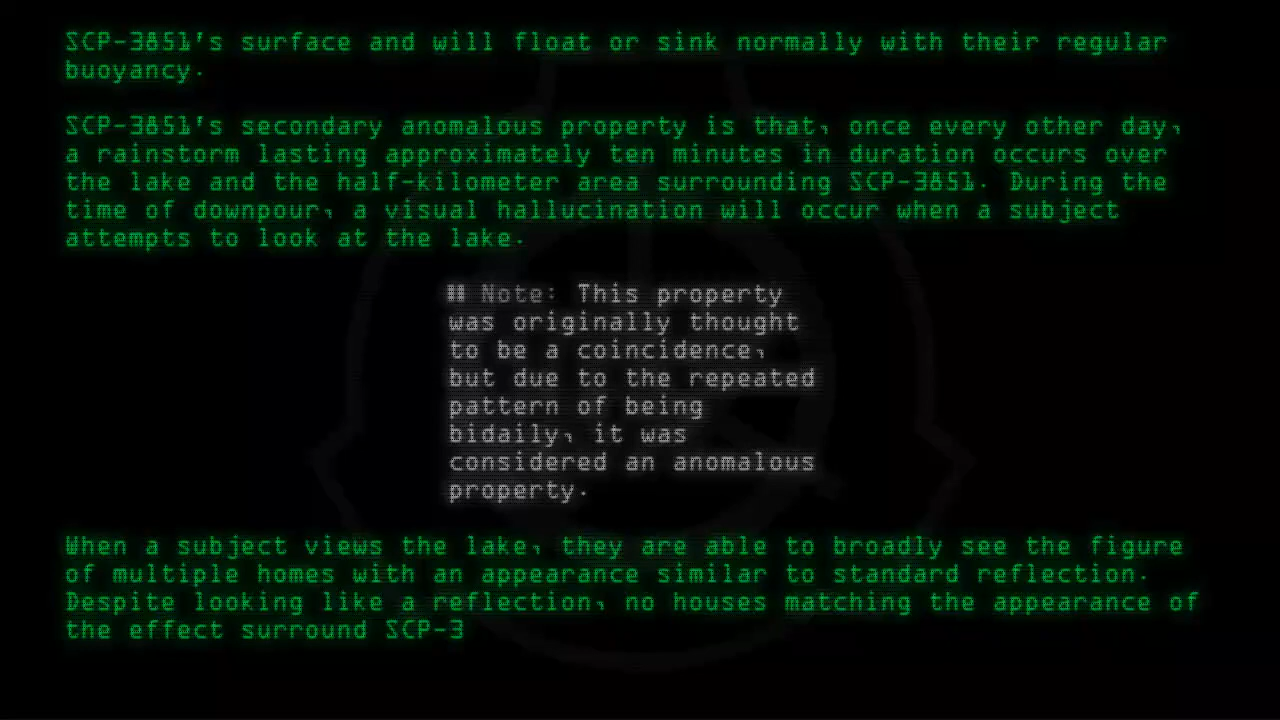 SCP-3851's surface and will float or sink normally with their regular
buoyancy.
SCP-3851's secondary anomalous property is that, once every other day,
a rainstorm lasting approximately ten minutes in duration occurs over
the lake and the half-kilometer area surrounding SCP-3851. During the
time of downpour, a visual hallucination will occur when a subject
attempts to look at the lake.
" Note: This property
was originally thought
to be a coincidence,
but due to the repeated
pattern of being
bidaily, it was
considered an anomalous
property.
When a subject views the lake, they are able to broadly see the figure
of multiple homes with an appearance similar to standard reflection.
Despite looking like a reflection, no houses matching the appearance of
the effect surround SCP-3